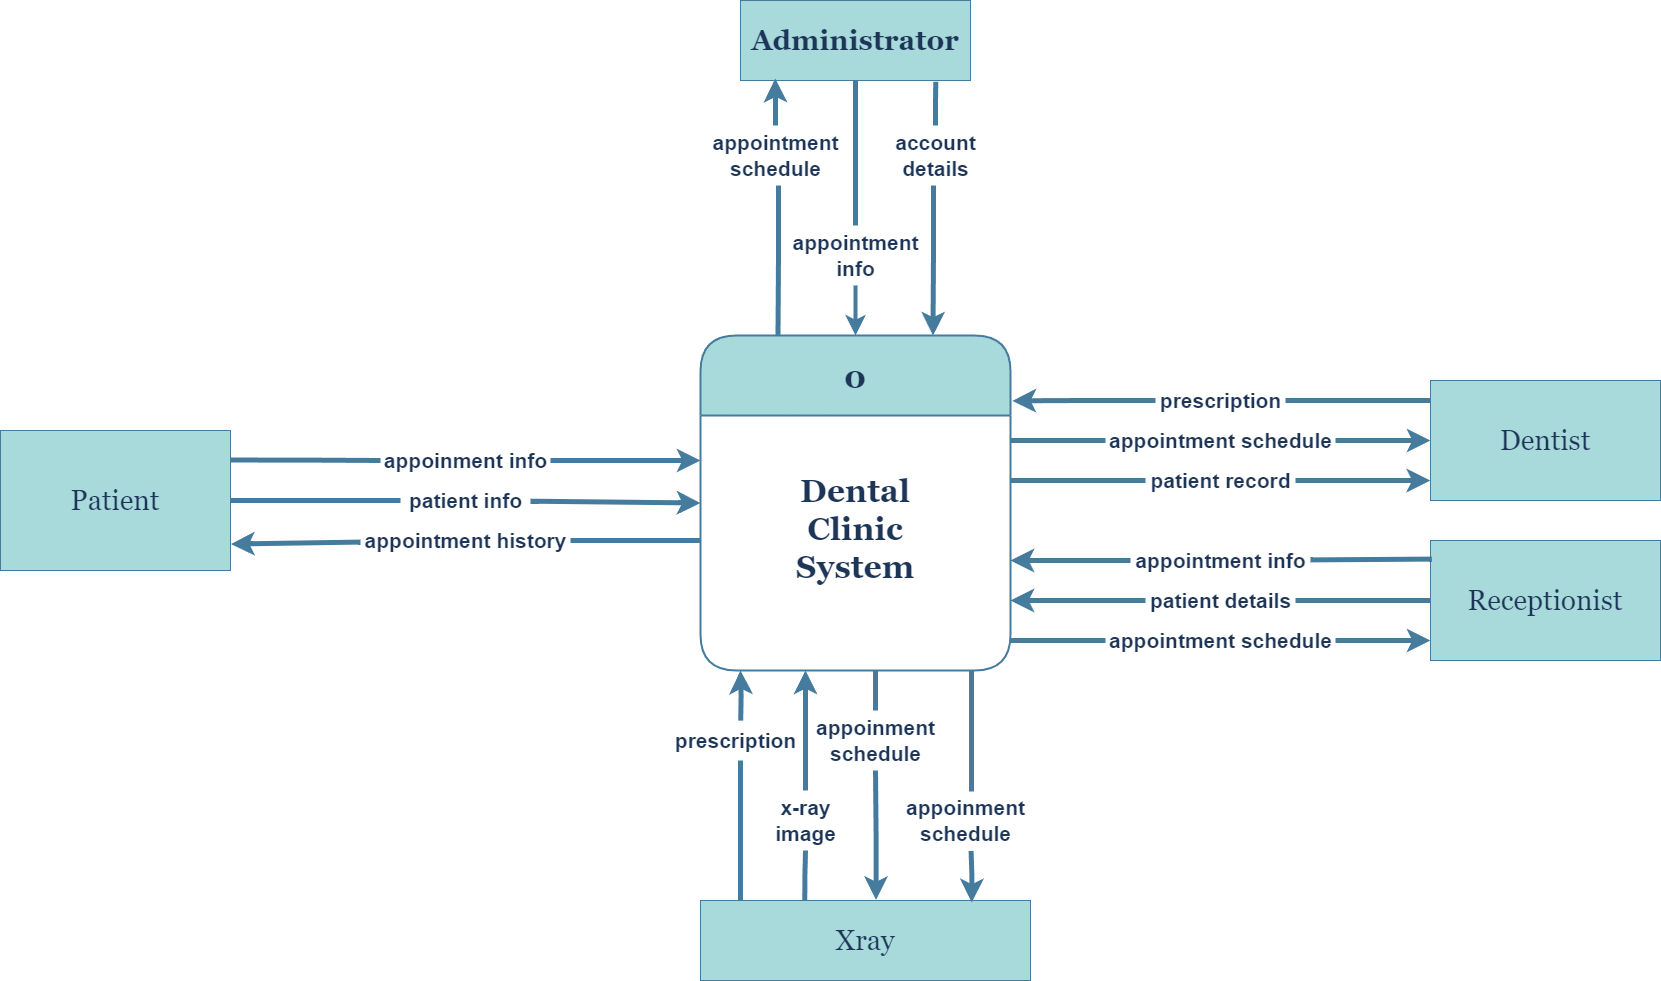 Administrator
appointment
schedule
account
details
appointment
info
0
Dental
Clinic
System
Patient
appoinment info
patient info
appointment history
prescription
appointment schedule
patient record
Dentist
appointment info
patient details
appointment schedule
Receptionist
prescription
x-ray
image
appoinment
schedule
appoinment
schedule
Xray